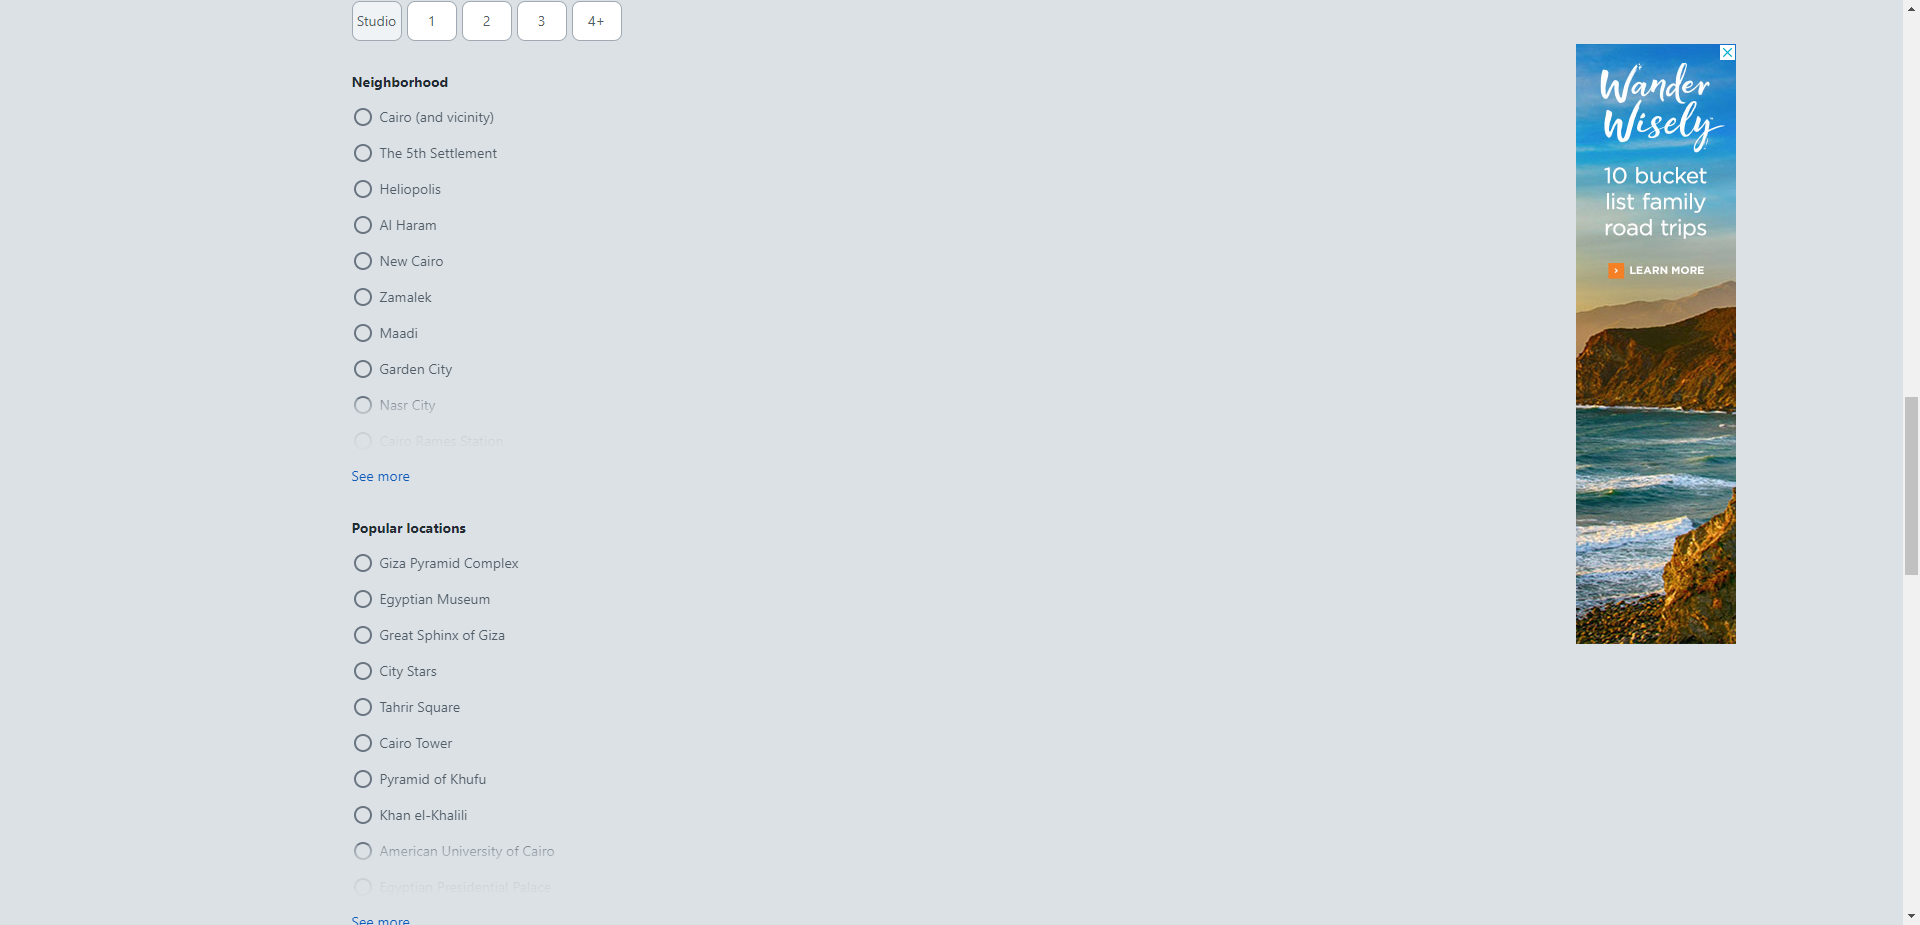 Studio
1
2
3
4+
Neighborhood
Cairo (and vicinity)
The 5th Settlement
Heliopolis
Al Haram
New Cairo
Zamalek
Maadi
Garden City
Nasr City
Cairo Rames Station
See more
Popular locations
Giza Pyramid Complex
Egyptian Museum
Great Sphinx of Giza
City Stars
Tahrir Square
Cairo Tower
Pyramid of Khufu
Khan el-Khalili
American University of Cairo
Egyptian Presidential Palace
See more
Wander
Wisely
10 bucket
list family
road trips
LEARN MORE